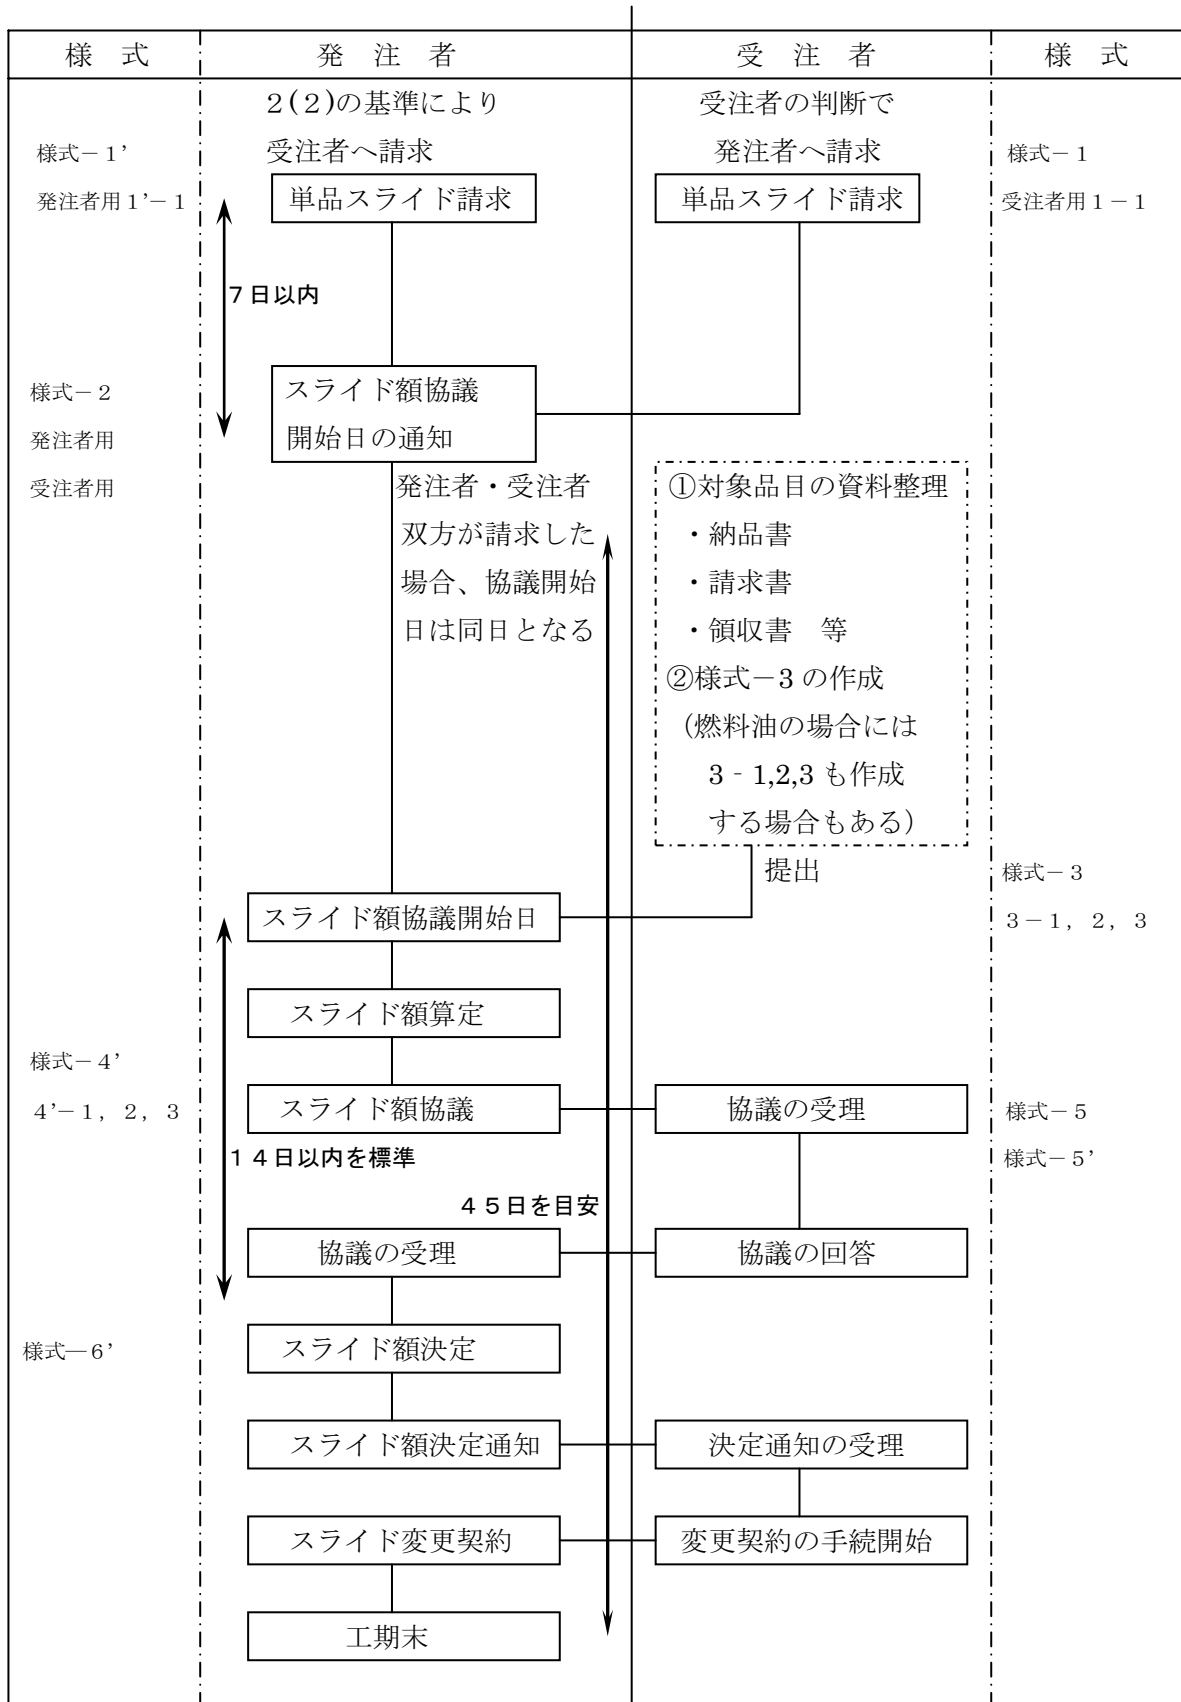 様　式
発　注　者
受　注　者
様　式
２(２)の基準により
受注者へ請求
受注者の判断で
発注者へ請求
様式－１’
発注者用１’－１
単品スライド請求
単品スライド請求
様式－１
受注者用１－１
７日以内
様式－２
発注者用
受注者用
スライド額協議
開始日の通知
発注者・受注者
双方が請求した
場合、協議開始
日は同日となる
①対象品目の資料整理
・納品書
・請求書
・領収書　等
②様式－3 の作成
（燃料油の場合には
3‐1,2,3 も作成
する場合もある）
提出
様式－３
３－１，２，３
スライド額協議開始日
スライド額算定
様式－４’
４’－１，２，３
スライド額協議
協議の受理
様式－５
様式－５’
１４日以内を標準
４５日を目安
協議の受理
協議の回答
様式―６’
スライド額決定
スライド額決定通知
決定通知の受理
スライド変更契約
変更契約の手続開始
工期末